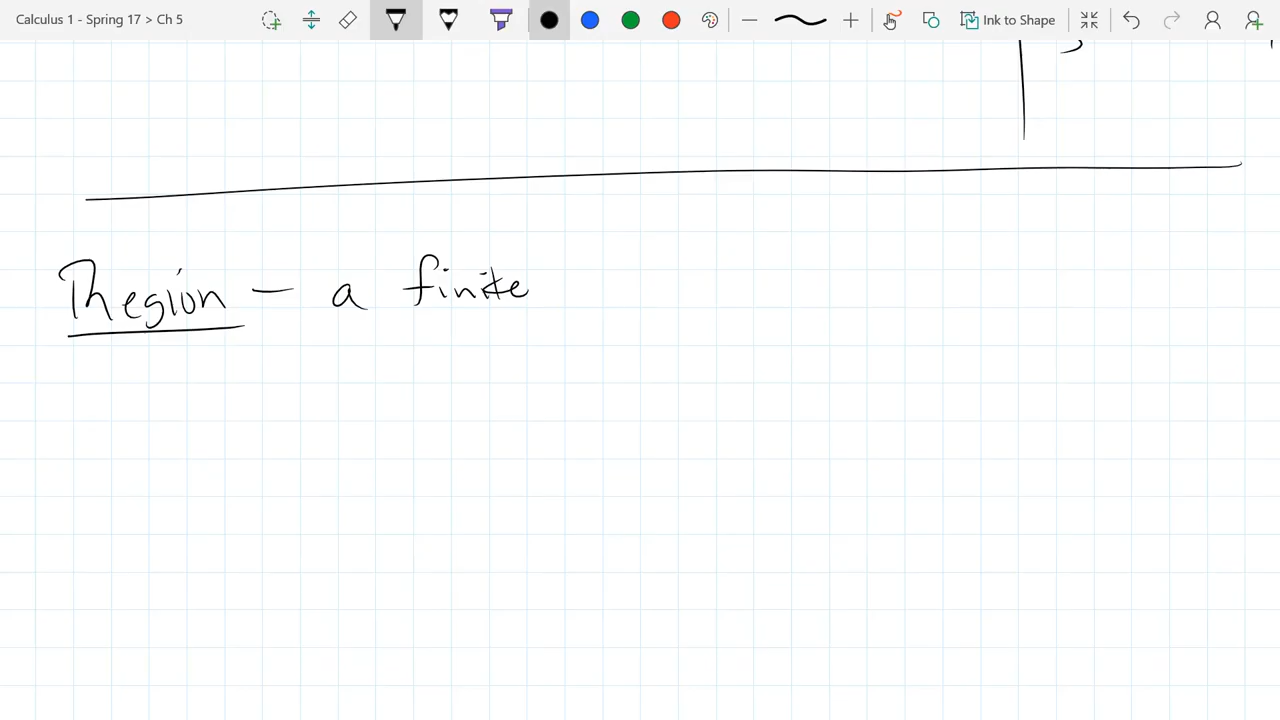 Calculus 1 - Spring 17 > Ch 5
Ink to Shape
Region - a finite